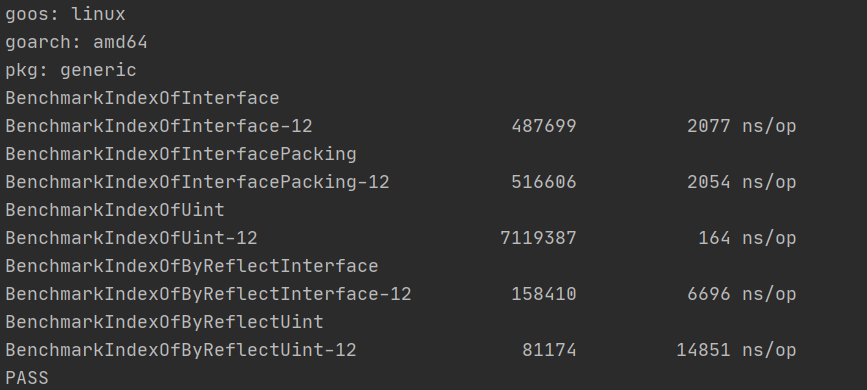 goos: linux
goarch: amd64
pkg: generic
BenchmarkIndexOfInterface
BenchmarkIndexOfInterface-12 487699 2077 ns/op
BenchmarkIndexOfInterfacePacking
BenchmarkIndexOfInterfacePacking-12 516606 2054 ns/op
BenchmarkIndexOfUint
BenchmarkIndexOfUint-12 7119387 164 ns/op
BenchmarkIndexOfByReflectInterface
BenchmarkIndexOfByReflectInterface-12 158410 6696 ns/op
BenchmarkIndexOfByReflectUint
BenchmarkIndexOfByReflectUint-12 81174 14851 ns/op
PASS